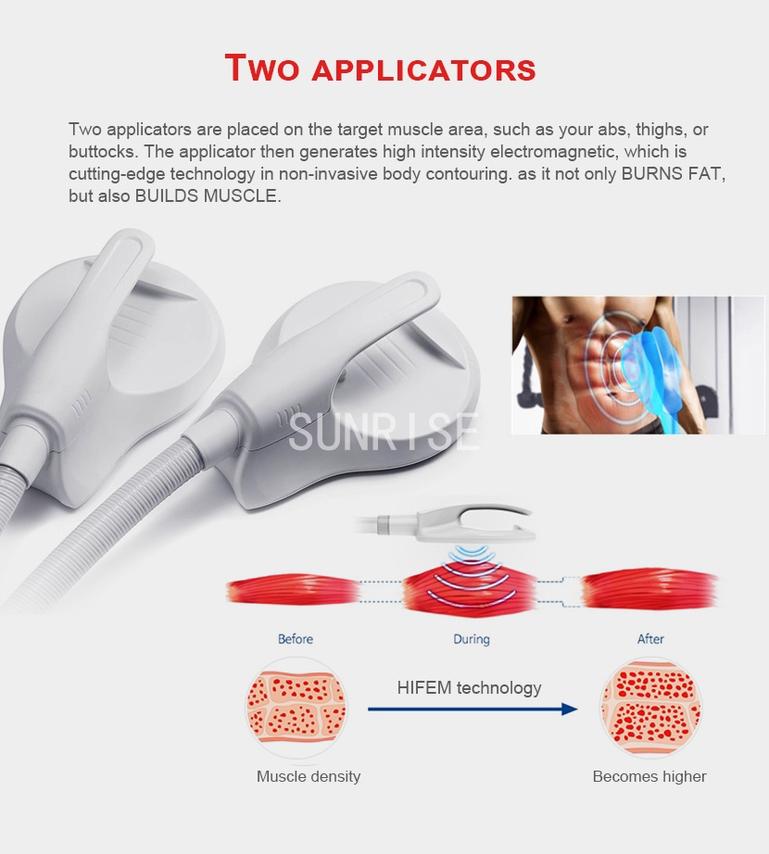 TWO APPLICATORS
Two applicators are placed on the target muscle area, such as your abs, thighs, or
buttocks. The applicator then generates high intensity electromagnetic, which is
cutting-edge technology in non-invasive body contouring. as it not only BURNS FAT,
but also BUILDS MUSCLE.
SUNRISE
Before
During
After
HIFEM technology
Muscle density
Becomes higher